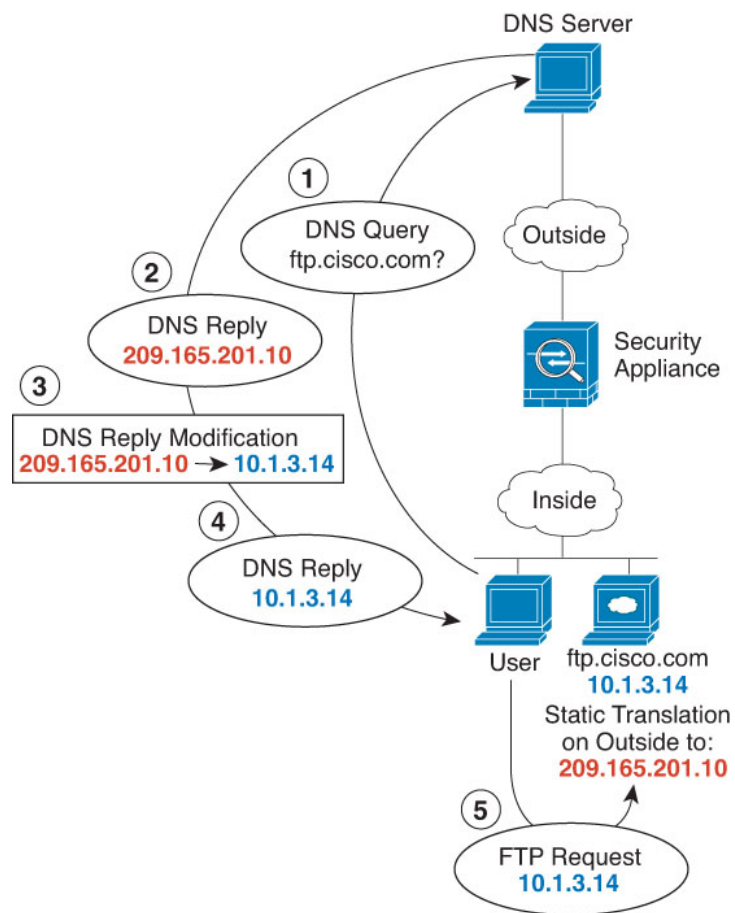 DNS Server
1
DNS Query
ftp.cisco.com?
Outside
2
DNS Reply
209.165.201.10
Security
Appliance
3
DNS Reply Modification
209.165.201.10 → 10.1.3.14
Inside
4
DNS Reply
10.1.3.14
User
ftp.cisco.com
10.1.3.14
Static Translation
on Outside to:
209.165.201.10
5
FTP Request
10.1.3.14